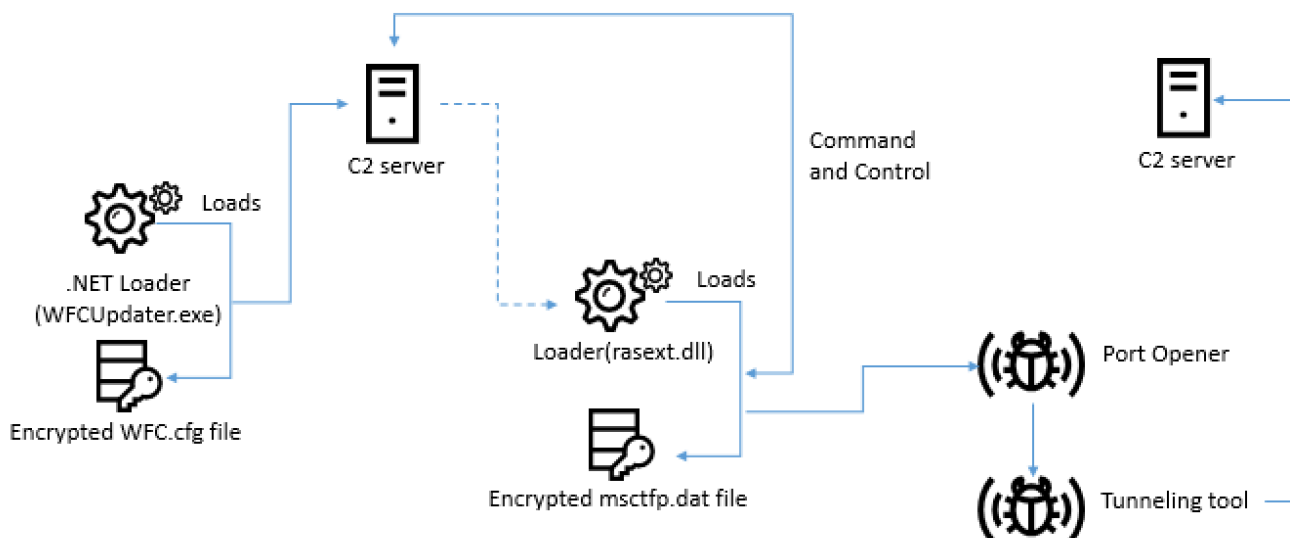 C2 server
Command
and Control
C2 server
Loads
.NET Loader
(WFCUpdater.exe)
Loads
Loader(rasext.dll)
Port Opener
Encrypted WFC.cfg file
Encrypted msctfp.dat file
Tunneling tool